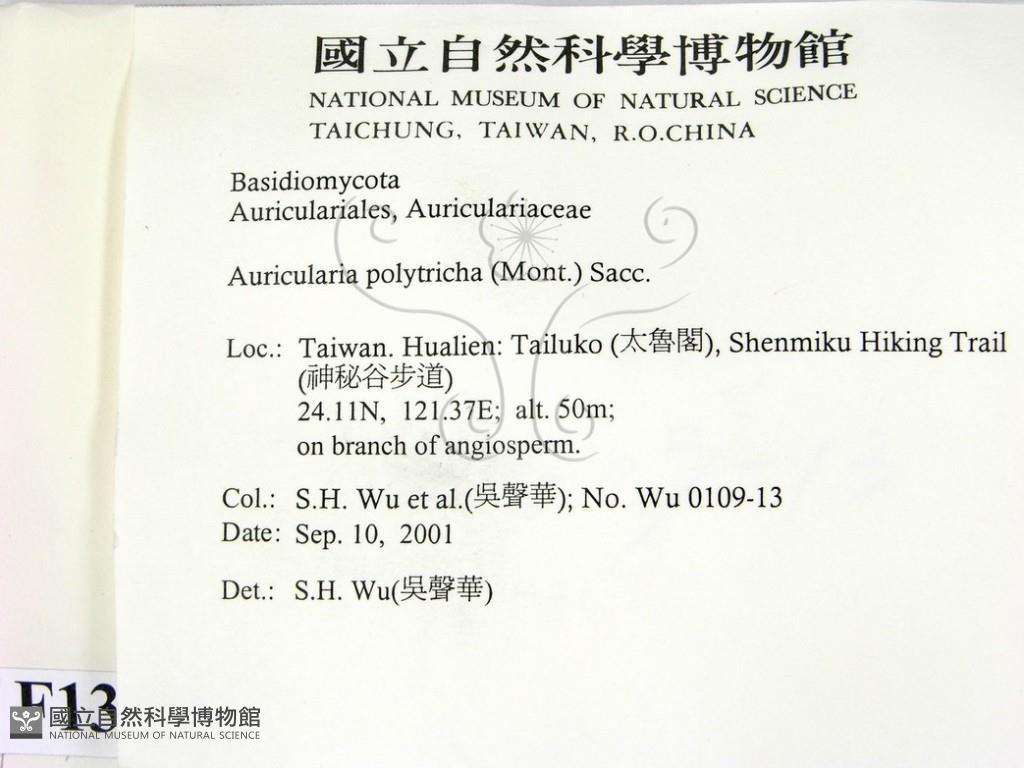 國立自然科學博物館
NATIONAL MUSEUM OF NATURAL SCIENCE
TAICHUNG, TAIWAN, R.O.CHINA
Basidiomycota
Auriculariales, Auriculariaceae
Auricularia polytricha (Mont.) Sacc.
Loc.: Taiwan. Hualien: Tailuko (太魯閣), Shenmiku Hiking Trail
(神秘谷步道)
24.11N, 121.37E; alt. 50m;
on branch of angiosperm.
Col.: S.H. Wu et al.(吳聲華); No. Wu 0109-13
Date: Sep. 10, 2001
Det.: S.H. Wu(吳聲華)
F13
國立自然科學博物館
NATIONAL MUSEUM OF NATURAL SCIENCE